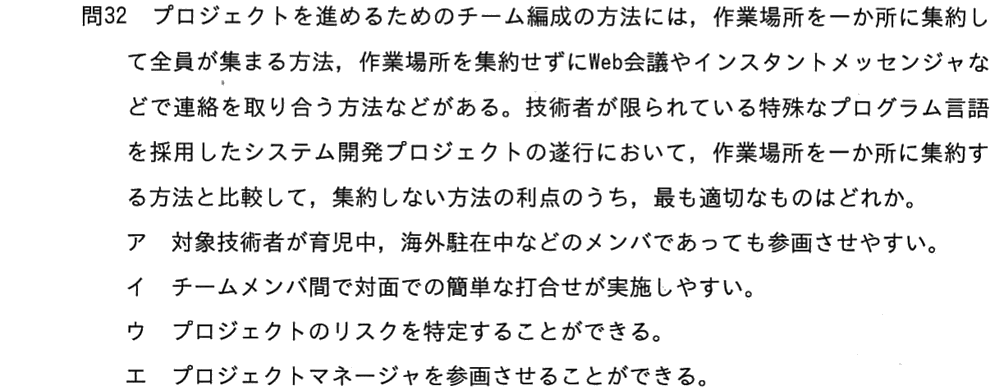 問32　プロジェクトを進めるためのチーム編成の方法には，作業場所を一か所に集約し
て全員が集まる方法，作業場所を集約せずにWeb会議やインスタントメッセンジャな
どで連絡を取り合う方法などがある。技術者が限られている特殊なプログラム言語
を採用したシステム開発プロジェクトの遂行において，作業場所を一か所に集約す
る方法と比較して，集約しない方法の利点のうち，最も適切なものはどれか。
ア　対象技術者が育児中，海外駐在中などのメンバであっても参画させやすい。
イ　チームメンバ間で対面での簡単な打合せが実施しやすい。
ウ　プロジェクトのリスクを特定することができる。
エ　プロジェクトマネージャを参画させることができる。